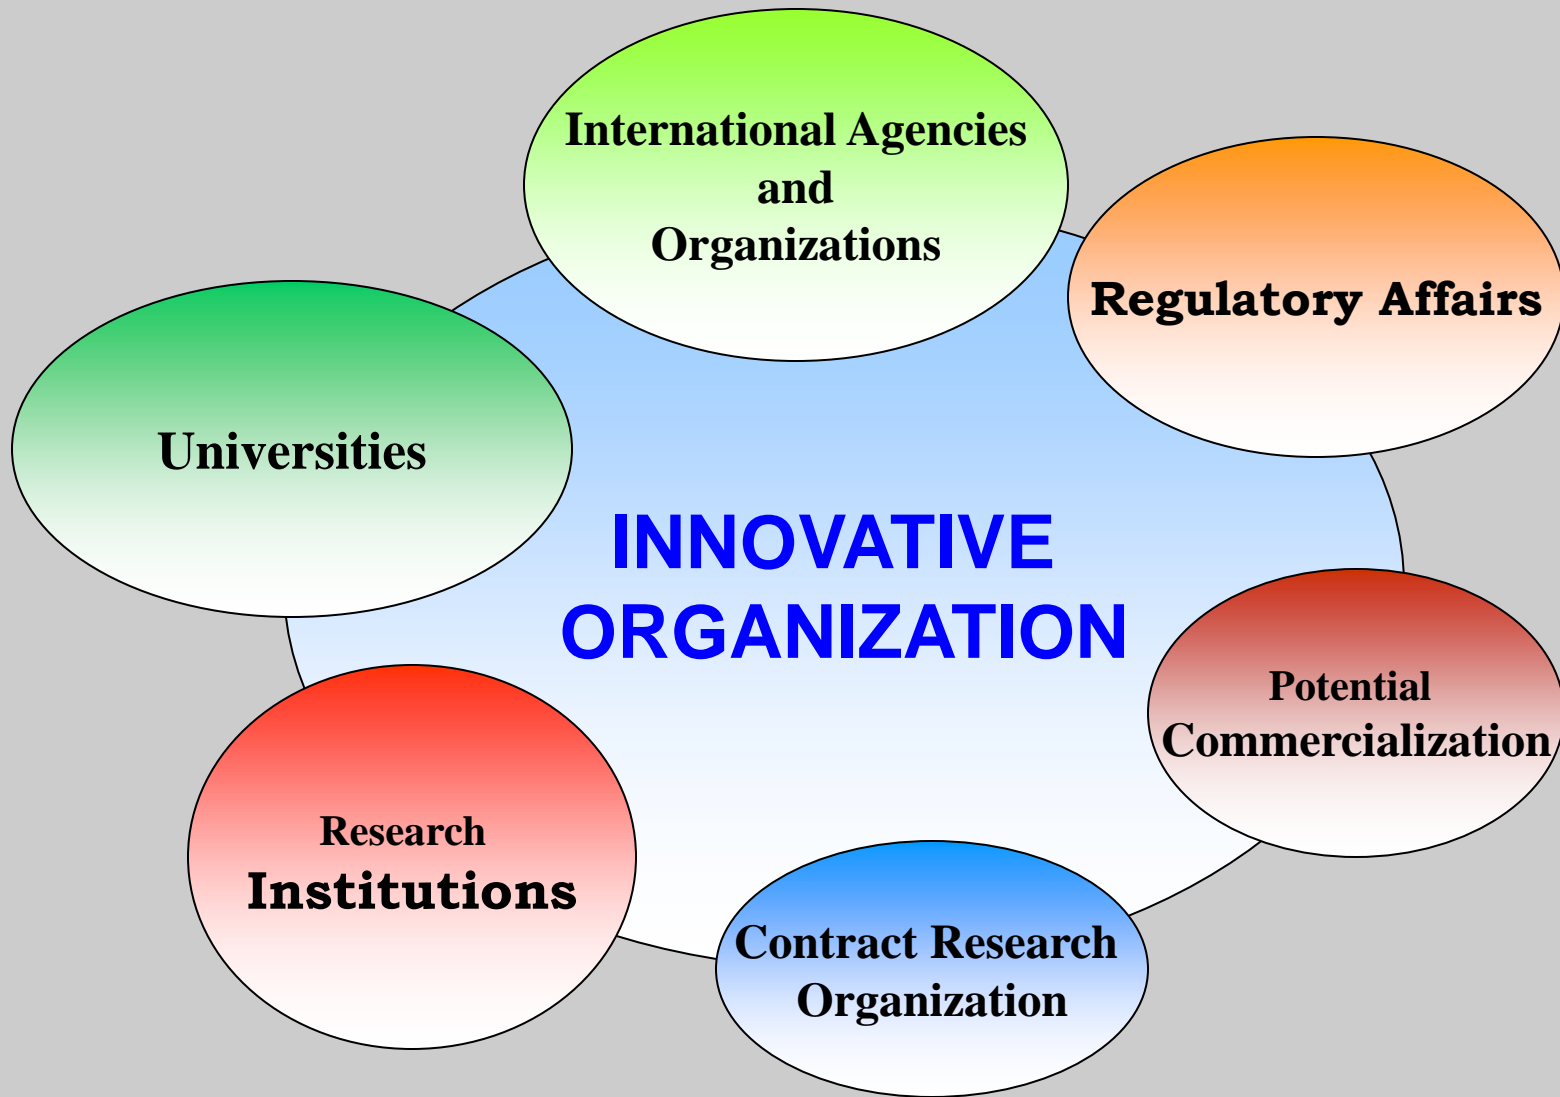 International Agencies
and
Organizations
Regulatory Affairs
Universities
INNOVATIVE
ORGANIZATION
Potential
Commercialization
Research
Institutions
Contract Research
Organization